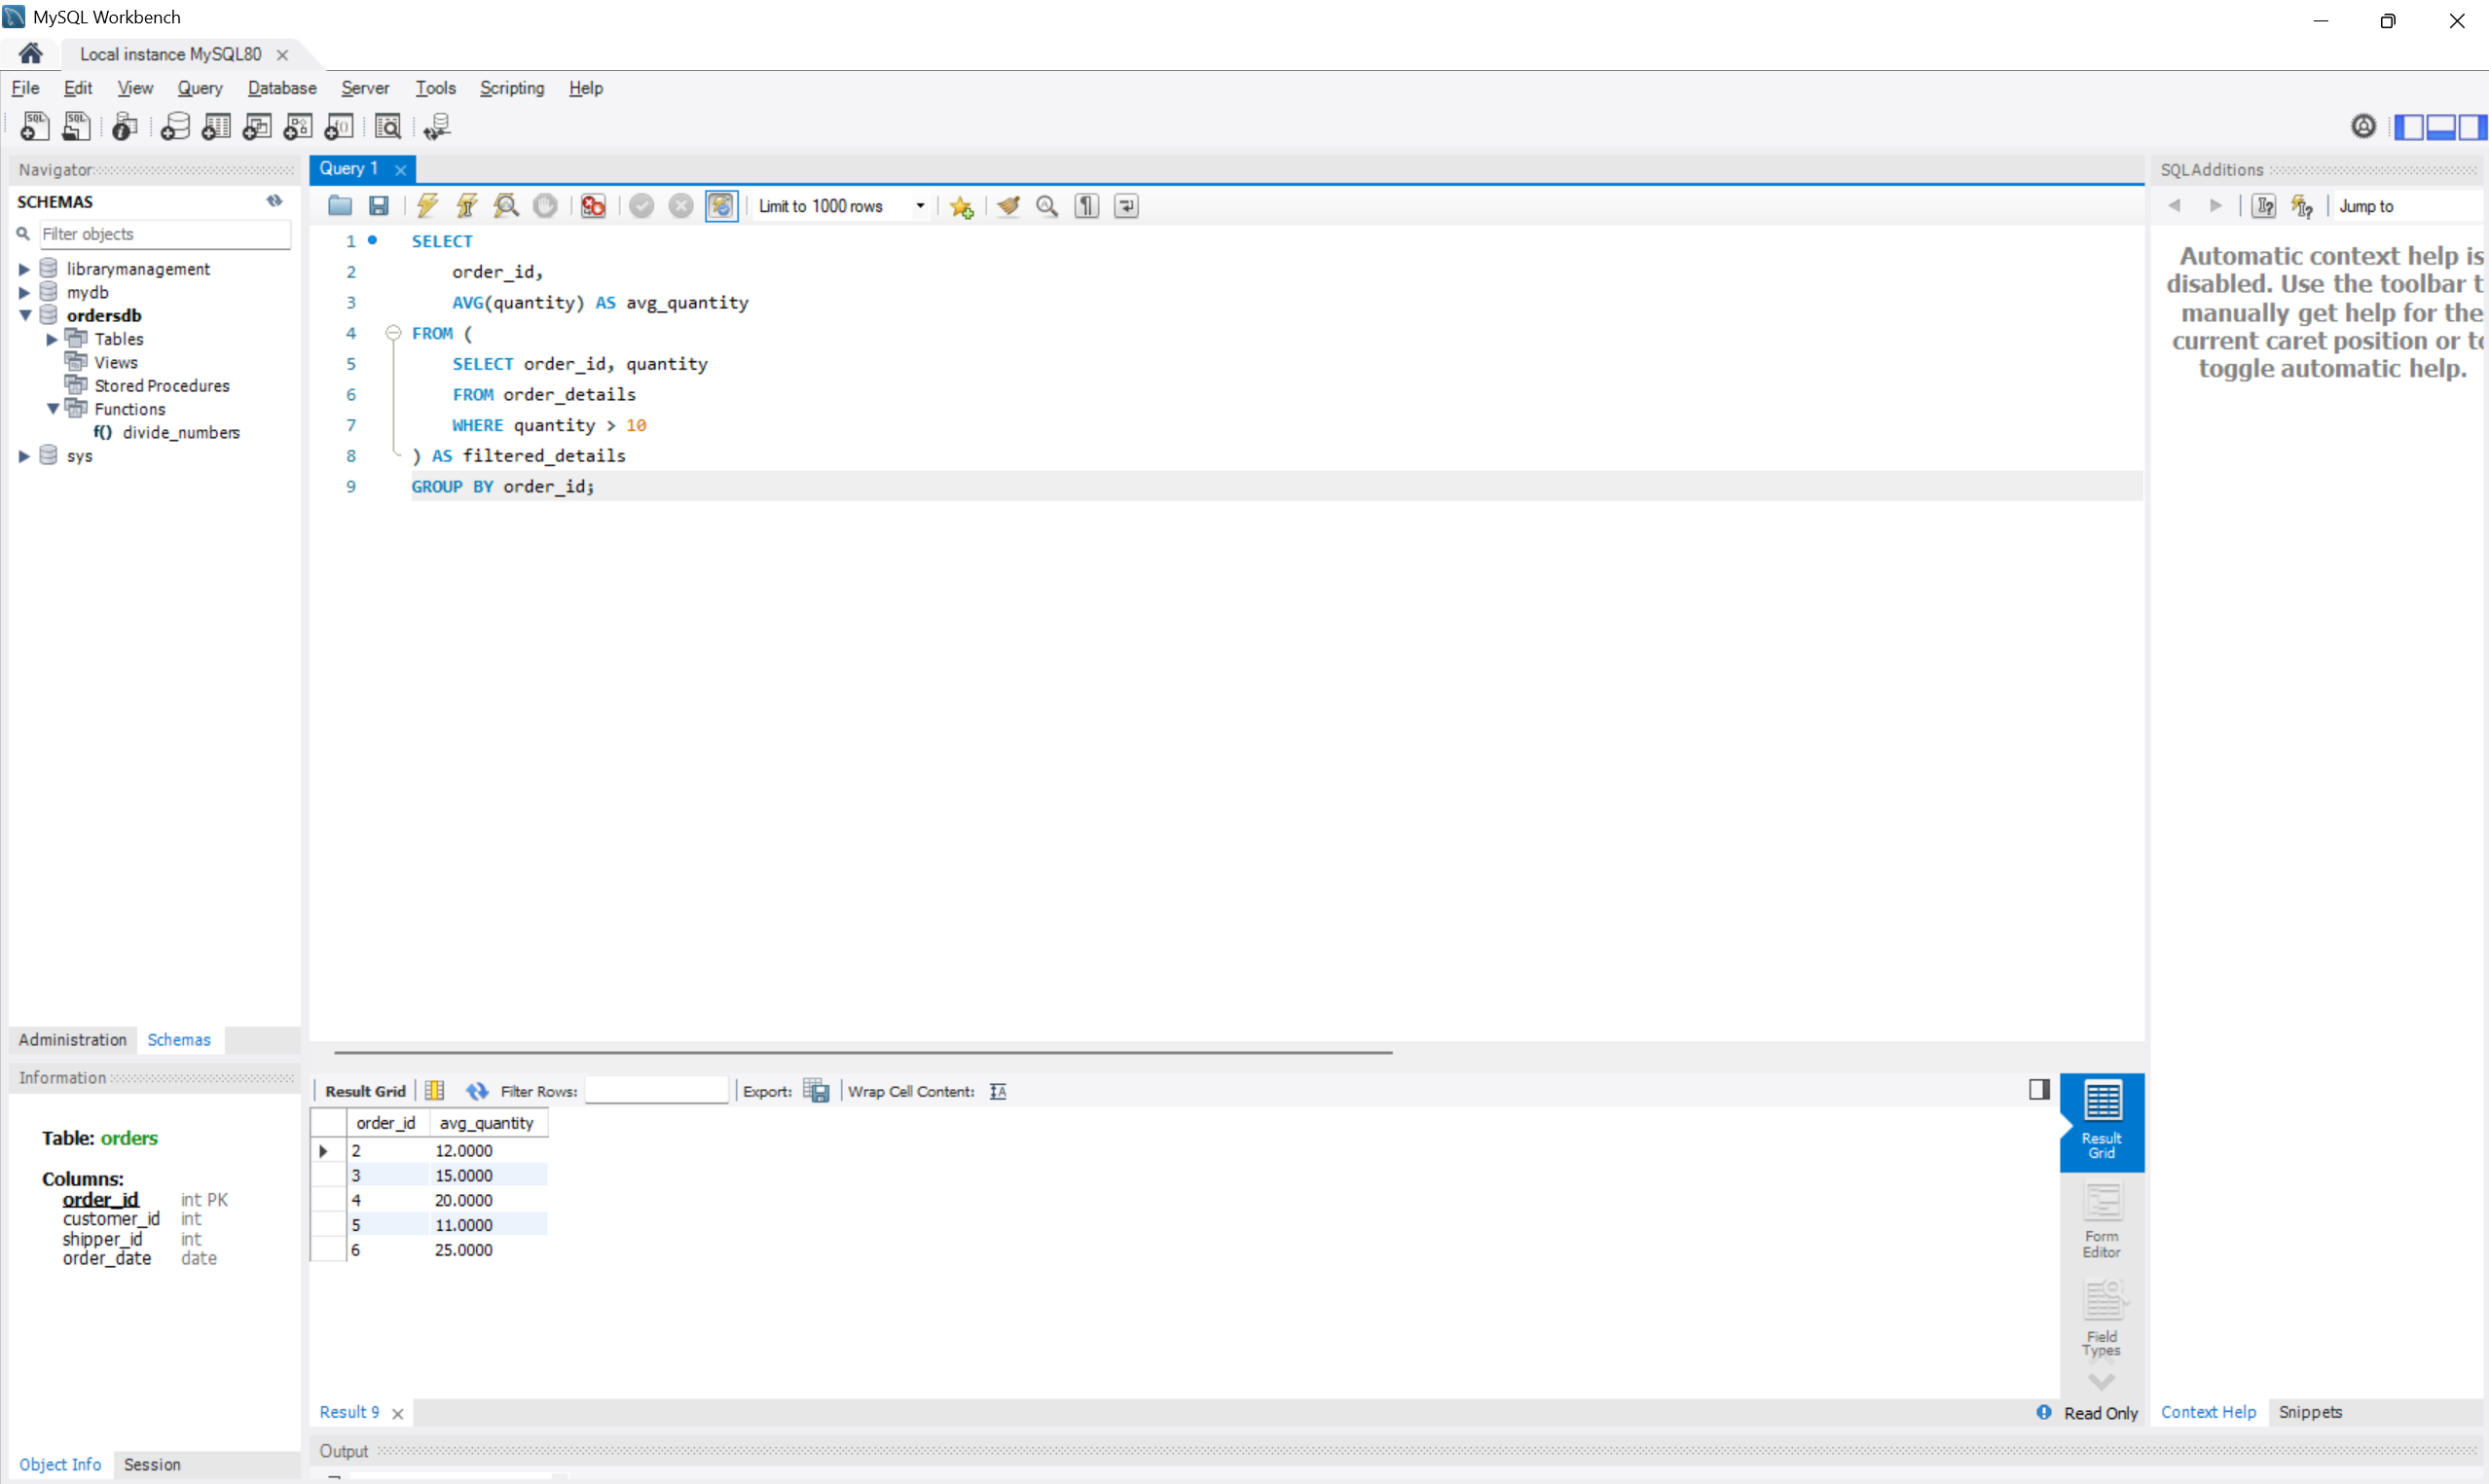 MySQL Workbench
Local instance MySQL80
File Edit View Query Database Server Tools Scripting Help
Navigator
SCHEMAS
Filter objects
librarymanagement
mydb
ordersdb
Tables
Views
Stored Procedures
Functions
f() divide_numbers
sys
Administration Schemas
Information
Table: orders
Columns:
order_id int PK
customer_id int
shipper_id int
order_date date
Object Info Session
Query 1
Limit to 1000 rows
1 SELECT
2 order_id,
3 AVG(quantity) AS avg_quantity
4 FROM (
5 SELECT order_id, quantity
6 FROM order_details
7 WHERE quantity > 10
8 ) AS filtered_details
9 GROUP BY order_id;
Result Grid Filter Rows: Export: Wrap Cell Content:
order_id avg_quantity
2 12.0000
3 15.0000
4 20.0000
5 11.0000
6 25.0000
Result
Grid
Form
Editor
Field
Types
Result 9
Read Only
Output
SQLAdditions
Jump to
Automatic context help is
disabled. Use the toolbar t
manually get help for the
current caret position or to
toggle automatic help.
Context Help Snippets